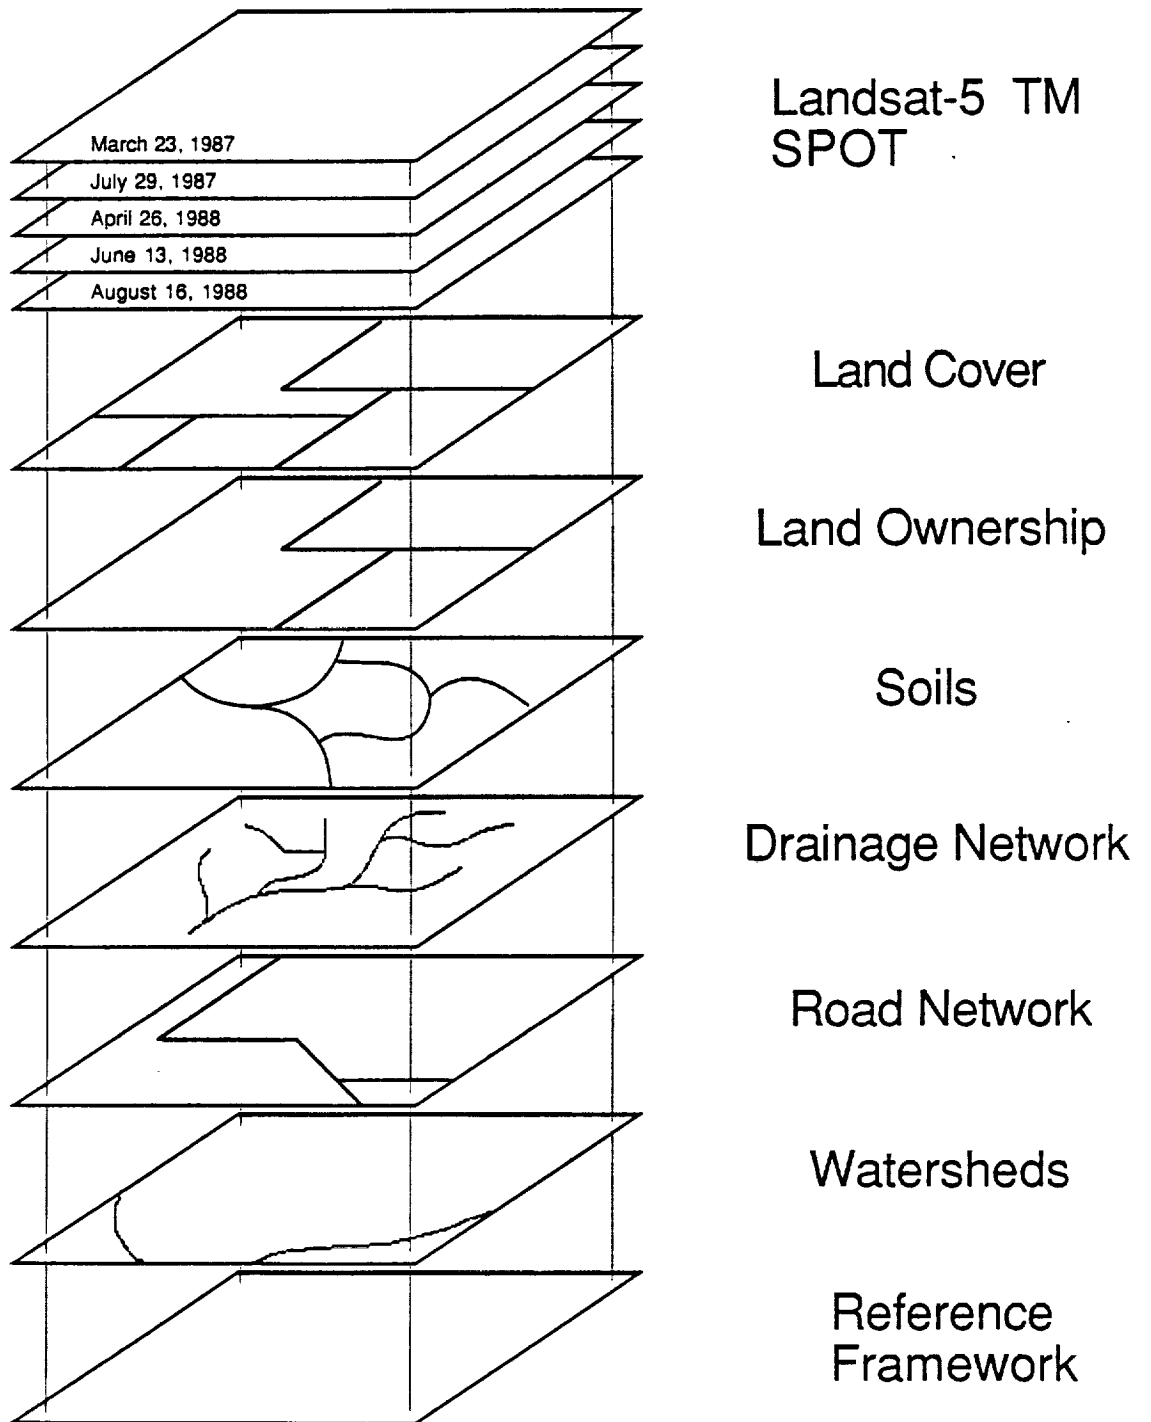 March 23, 1987
July 29, 1987
April 26, 1988
June 13, 1988
August 16, 1988
Landsat-5 TM
SPOT
Land Cover
Land Ownership
Soils
Drainage Network
Road Network
Watersheds
Reference
Framework